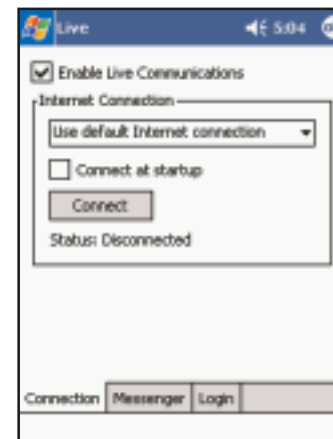 Live 5:04
Enable Live Communications
Internet Connection
Use default Internet connection
Connect at startup
Connect
Status: Disconnected
Connection Messenger Login